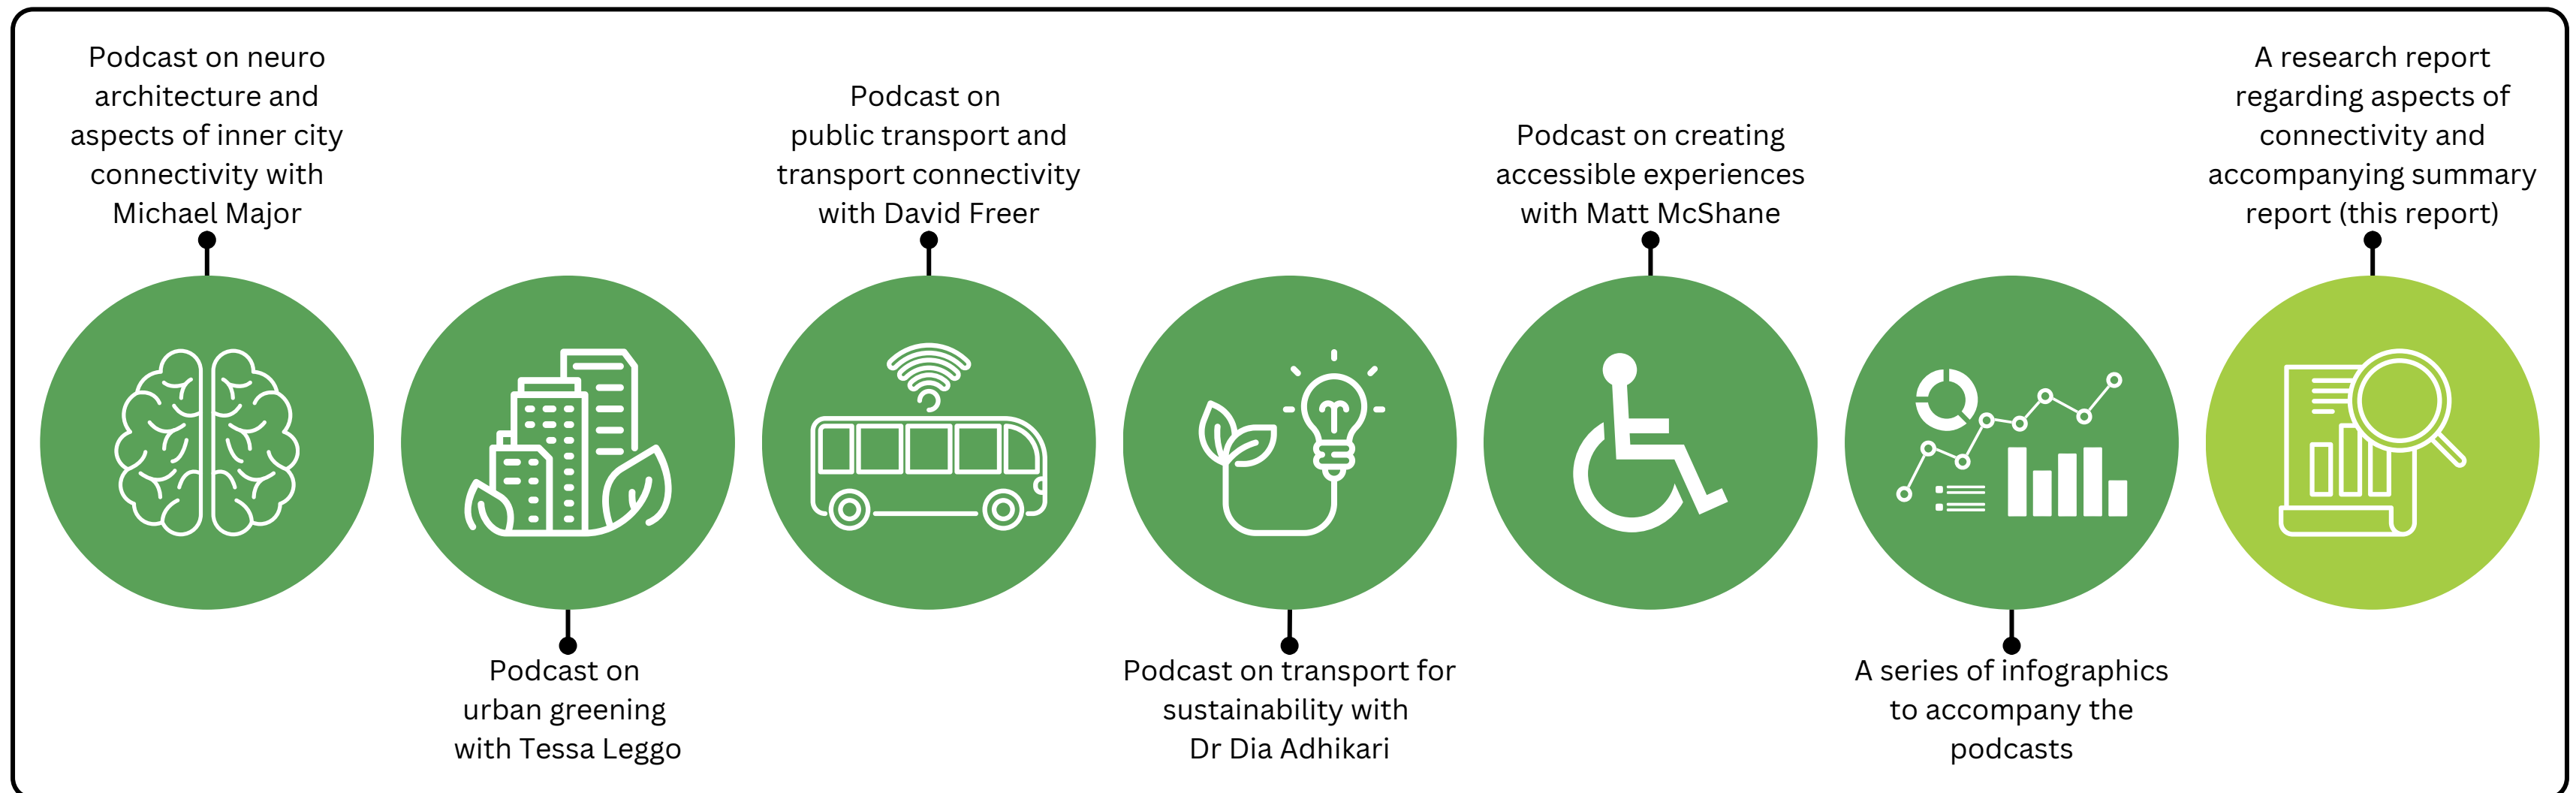 Podcast on neuro
architecture and
aspects of inner city
connectivity with
Michael Major
Podcast on
urban greening
with Tessa Leggo
Podcast on
public transport and
transport connectivity
with David Freer
Podcast on transport for
sustainability with
Dr Dia Adhikari
Podcast on creating
accessible experiences
with Matt McShane
A series of infographics
to accompany the
podcasts
A research report
regarding aspects of
connectivity and
accompanying summary
report (this report)